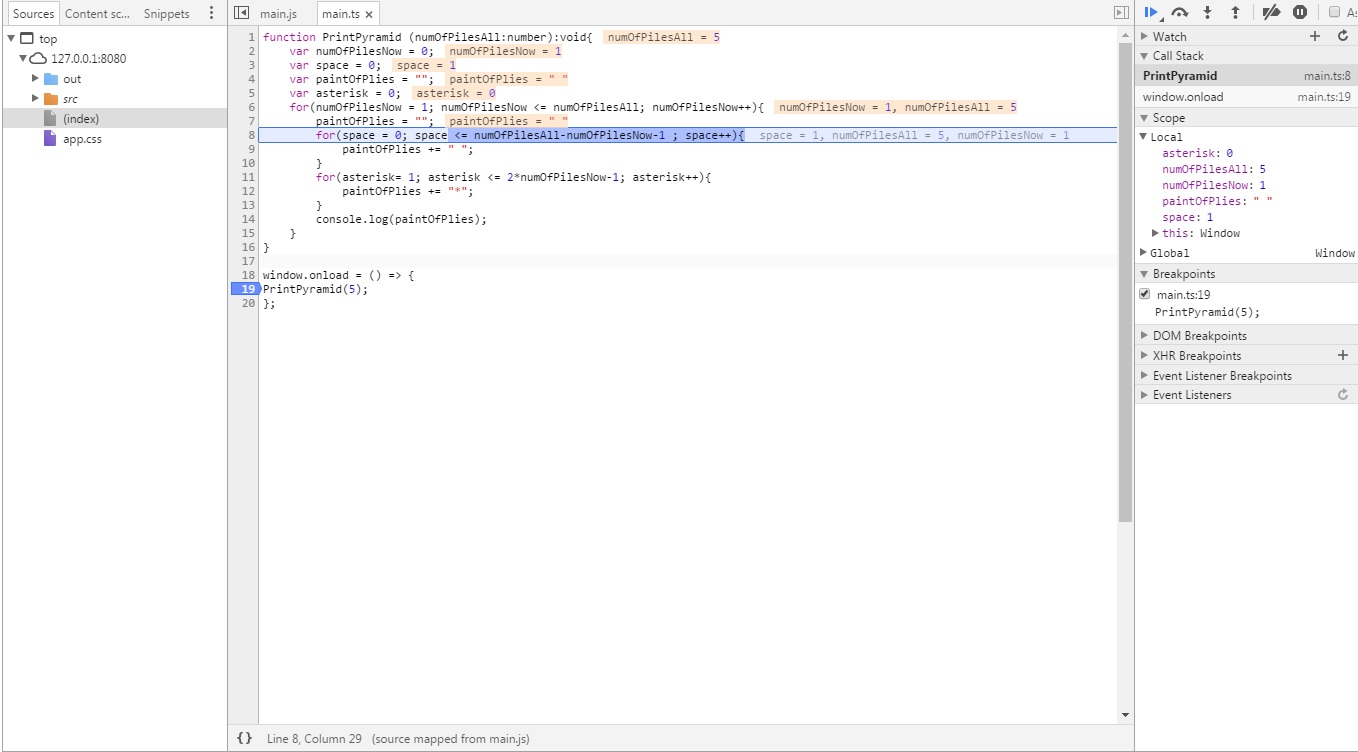 Sources Content sc... Snippets
top
127.0.0.1:8080
out
src
(index)
app.css
main.js main.ts ×
1 function PrintPyramid (numOfPilesAll:number):void{ numOfPilesAll = 5
2 var numOfPilesNow = 0; numOfPilesNow = 1
3 var space = 0; space = 1
4 var paintOfPlies = ""; paintOfPlies = " "
5 var asterisk = 0; asterisk = 0
6 for(numOfPilesNow = 1; numOfPilesNow <= numOfPilesAll; numOfPilesNow++){ numOfPilesNow = 1, numOfPilesAll = 5
7 paintOfPlies = ""; paintOfPlies = " "
8 for(space = 0; space <= numOfPilesAll-numOfPilesNow-1 ; space++){ space = 1, numOfPilesAll = 5, numOfPilesNow = 1
9 paintOfPlies += " ";
10 }
11 for(asterisk= 1; asterisk <= 2*numOfPilesNow-1; asterisk++){
12 paintOfPlies += "*";
13 }
14 console.log(paintOfPlies);
15 }
16 }
17
18 window.onload = () => {
19 PrintPyramid(5);
20 };
{} Line 8, Column 29 (source mapped from main.js)
As
Watch
Call Stack
PrintPyramid main.ts:8
window.onload main.ts:19
Scope
Local
asterisk: 0
numOfPilesAll: 5
numOfPilesNow: 1
paintOfPlies: " "
space: 1
this: Window
Global Window
Breakpoints
main.ts:19
PrintPyramid(5);
DOM Breakpoints
XHR Breakpoints
Event Listener Breakpoints
Event Listeners